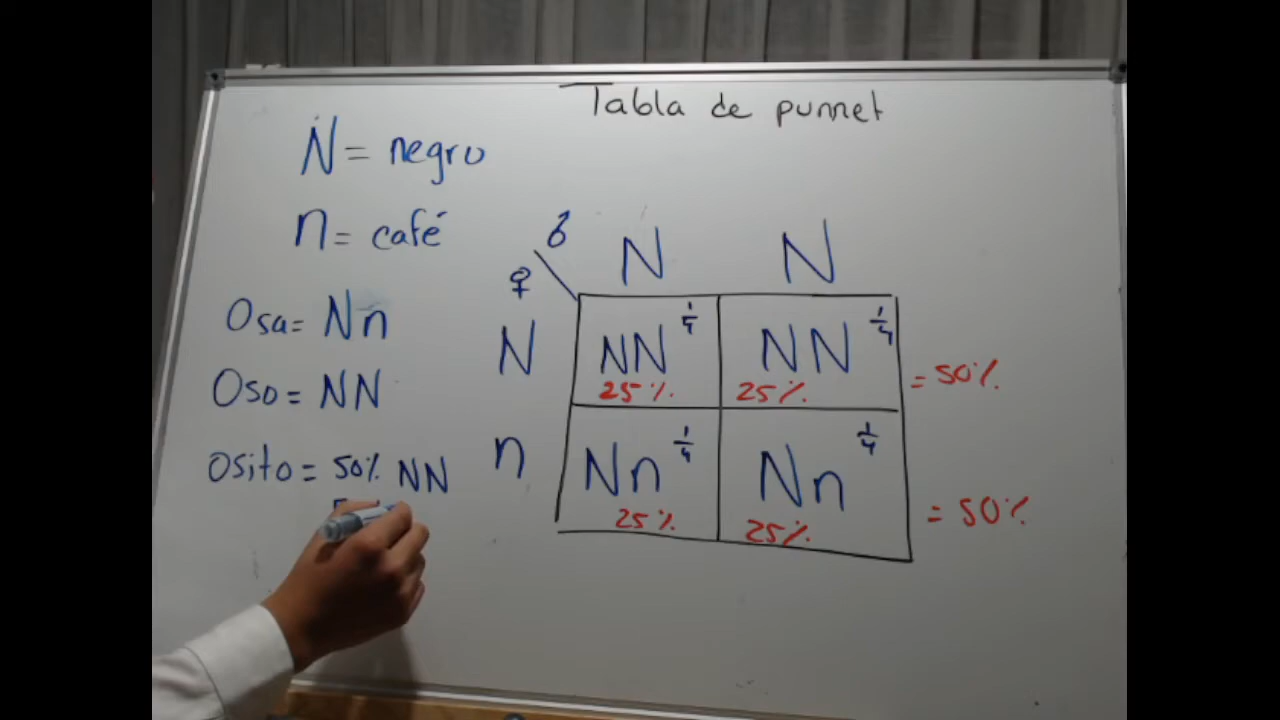 Tabla de punnet
N = negro
n = café
Osa = Nn
Oso = NN
Osito = 50% NN
♂ N N
♀
N NN 1/4 NN 1/4
25% 25% = 50%
n Nn 1/4 Nn 1/4
25% 25% = 50%